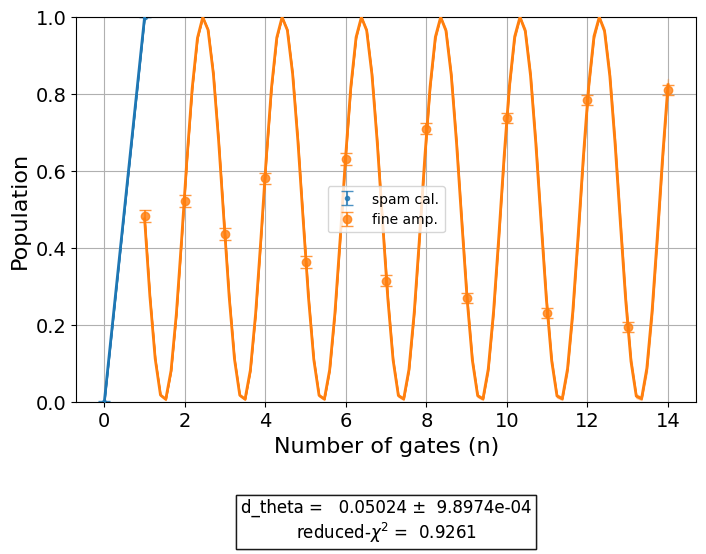 1.0
0.8
0.6
0.4
0.2
0.0
Population
spam cal.
fine amp.
0 2 4 6 8 10 12 14
Number of gates (n)
d_theta = 0.05024 ± 9.8974e-04
reduced-χ² = 0.9261